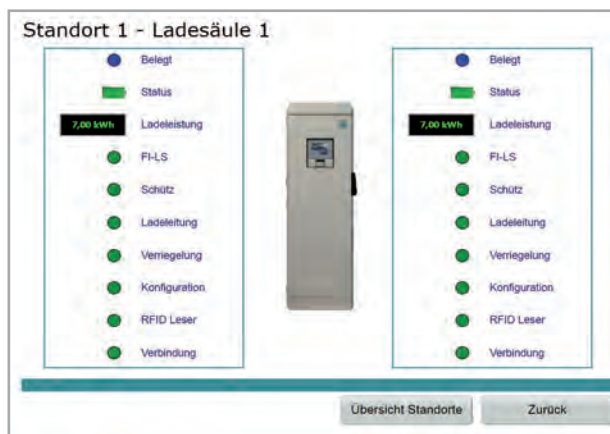 Standort 1 - Ladesäule 1
Belegt
Status
7,00 kWh Ladeleistung
FI-LS
Schütz
Ladeleitung
Verriegelung
Konfiguration
RFID Leser
Verbindung
Belegt
Status
7,00 kWh Ladeleistung
FI-LS
Schütz
Ladeleitung
Verriegelung
Konfiguration
RFID Leser
Verbindung
Übersicht Standorte
Zurück